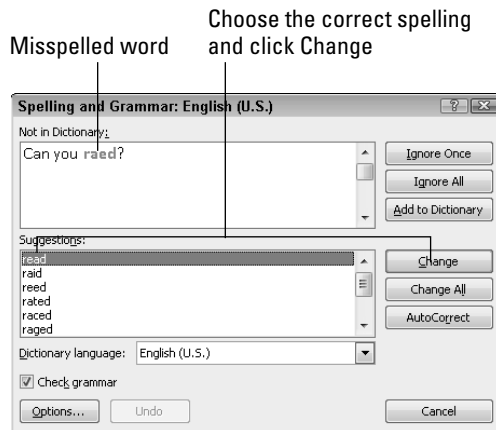 Choose the correct spelling
Misspelled word
and click Change
Spelling and Grammar: English (U.S.)
Not in Dictionary:
Can you raed?
Ignore Once
Ignore All
Add to Dictionary
Suggestions:
read
raid
reed
rated
raced
raged
Change
Change All
AutoCorrect
Dictionary language: English (U.S.)
Check grammar
Options... Undo Cancel